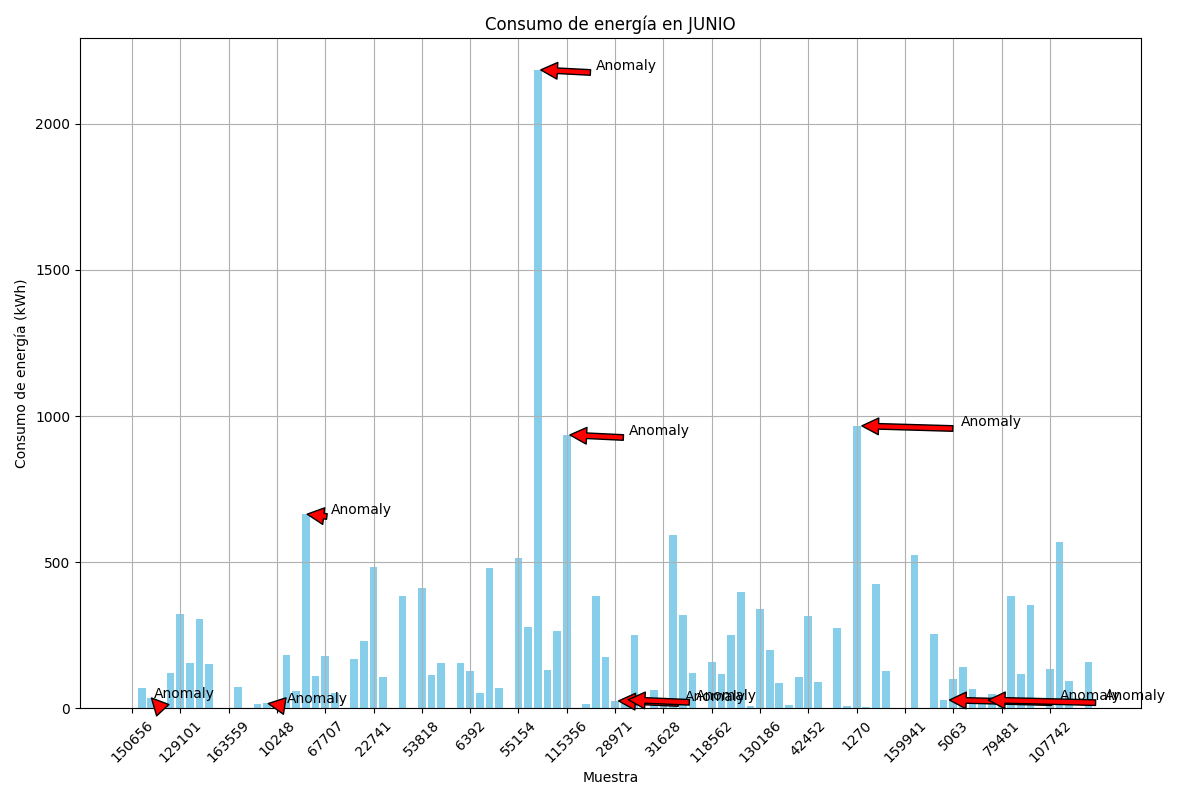 Consumo de energía en JUNIO
Consumo de energía (kWh)
2000
1500
1000
500
0
Anomaly
Anomaly
Anomaly
Anomaly
Anomaly
Anomaly
Anomaly
Anomaly
Anomaly
Anomaly
150656
129101
163559
10248
67707
22741
53818
6392
55154
115356
28971
31628
118562
130186
42452
1270
159941
5063
79481
107742
Muestra